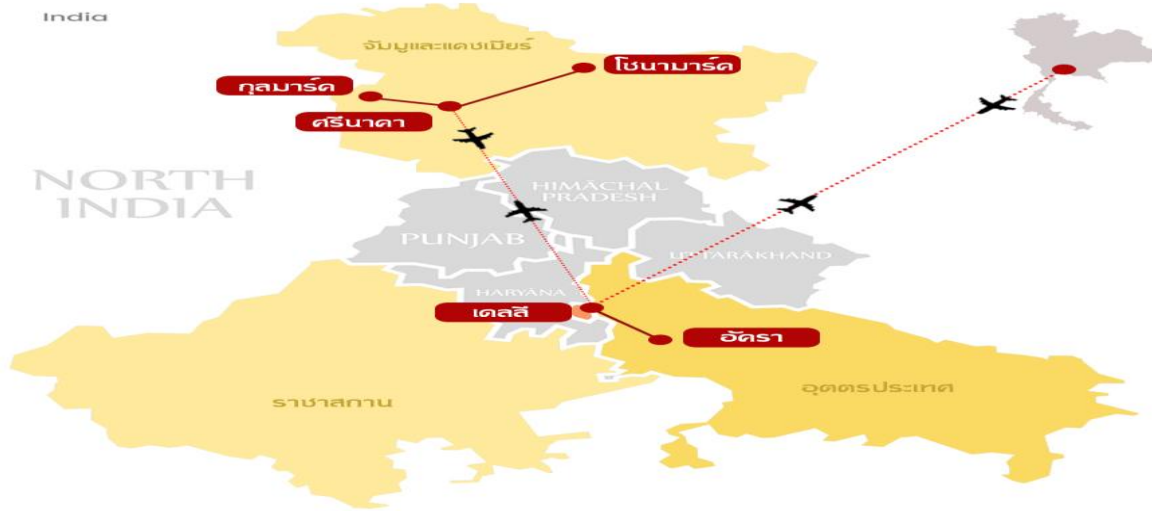 India
จัมมูและแคชเมียร์
โซนามาร์ค
กุลมาร์ค
ศรีนาคา
NORTH
INDIA
HIMĀCHAL
PRADESH
PUNJAB
UTTARĀKHAND
HARYĀNA
เดลลี
อัครา
อุตตรประเทศ
ราชาสถาน